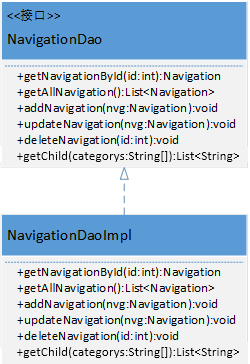 <<接口>>
NavigationDao
+getNavigationById(id:int):Navigation
+getAllNavigation():List<Navigation>
+addNavigation(nvg:Navigation):void
+updateNavigation(nvg:Navigation):void
+deleteNavigation(id:int):void
+getChild(categorys:String[]):List<String>
NavigationDaoImpl
+getNavigationById(id:int):Navigation
+getAllNavigation():List<Navigation>
+addNavigation(nvg:Navigation):void
+updateNavigation(nvg:Navigation):void
+deleteNavigation(id:int):void
+getChild(categorys:String[]):List<String>